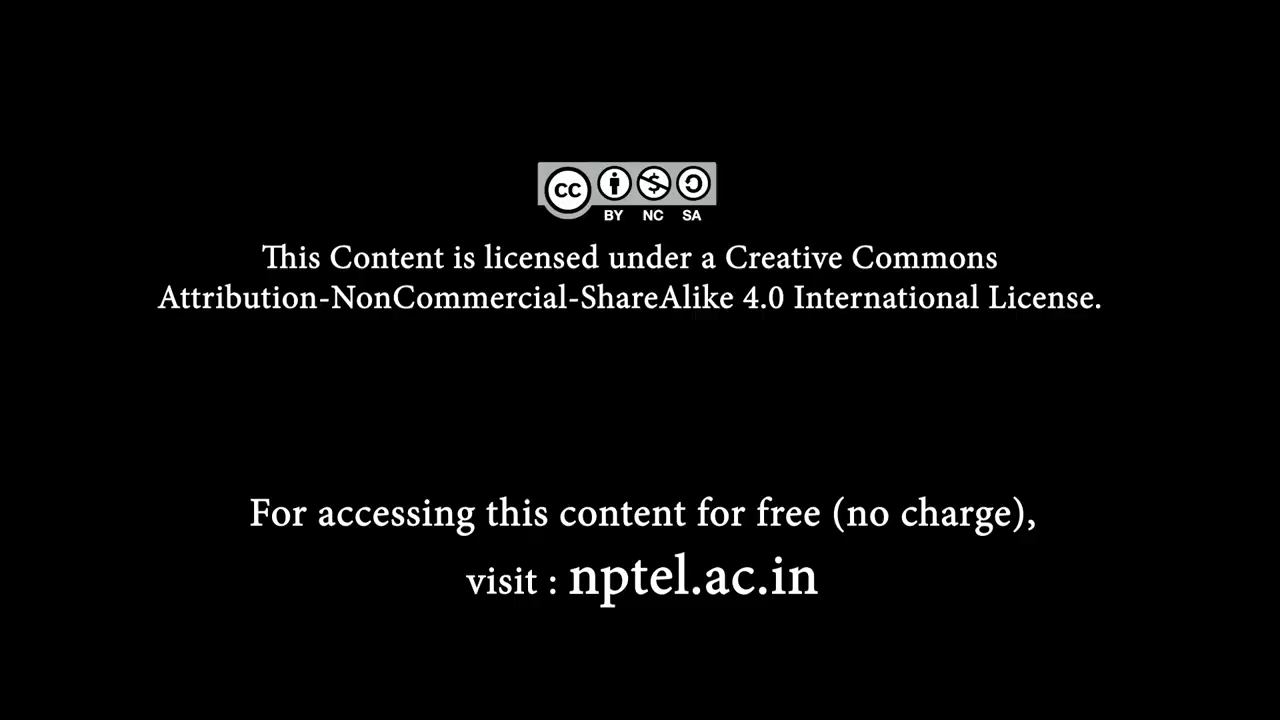 cc
BY NC SA
This Content is licensed under a Creative Commons
Attribution-NonCommercial-ShareAlike 4.0 International License.
For accessing this content for free (no charge),
visit : nptel.ac.in